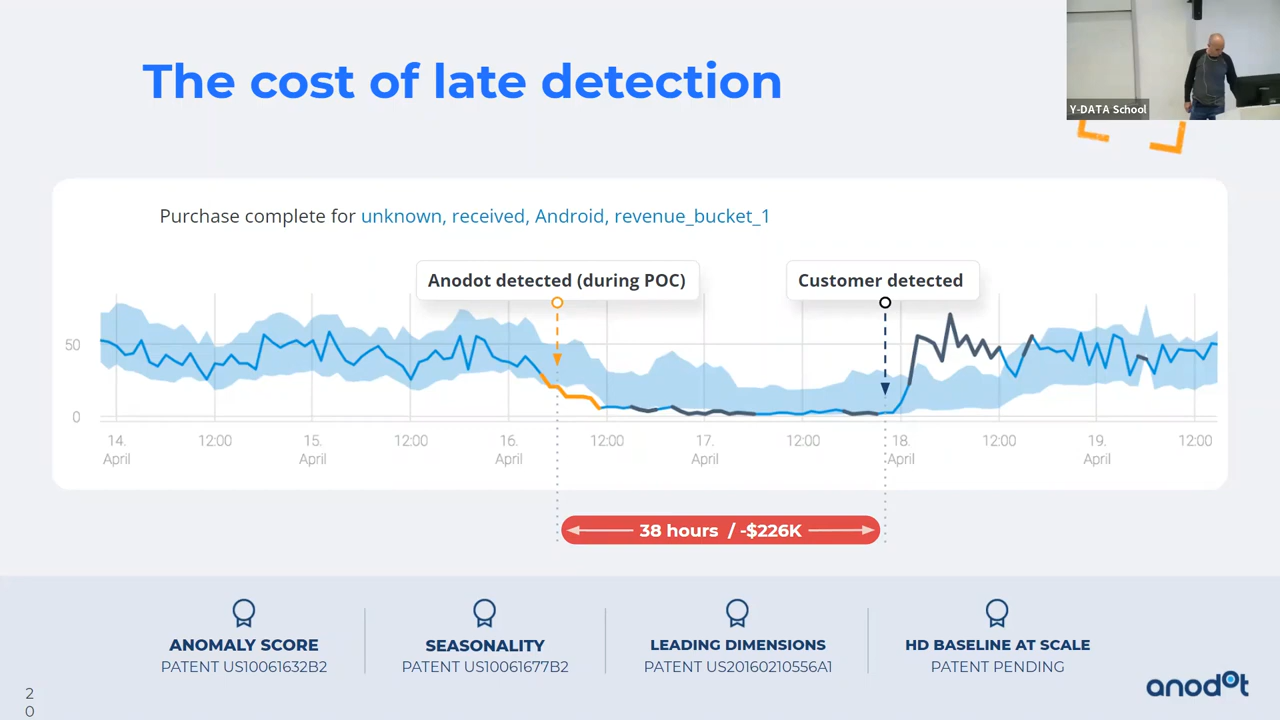 The cost of late detection
Y-DATA School
Purchase complete for unknown, received, Android, revenue_bucket_1
Anodot detected (during POC)
Customer detected
50
0
14. April
12:00
15. April
12:00
16. April
12:00
17. April
12:00
18. April
12:00
19. April
12:00
38 hours / -$226K
ANOMALY SCORE
PATENT US10061632B2
SEASONALITY
PATENT US10061677B2
LEADING DIMENSIONS
PATENT US20160210556A1
HD BASELINE AT SCALE
PATENT PENDING
2
0
anodot